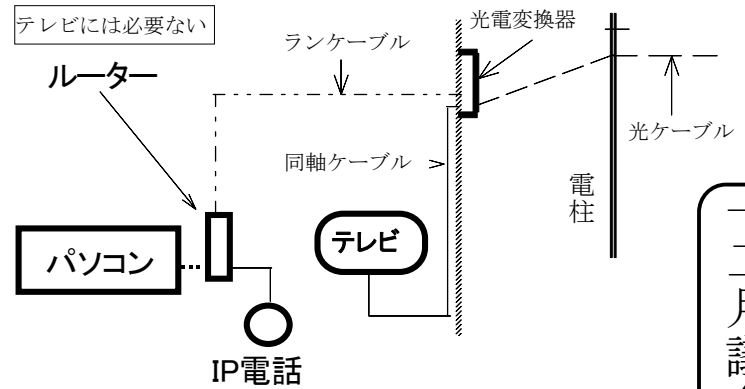 テレビには必要ない
ルーター
ランケーブル
光電変換器
光ケーブル
同軸ケーブル
電柱
テレビ
パソコン
IP電話